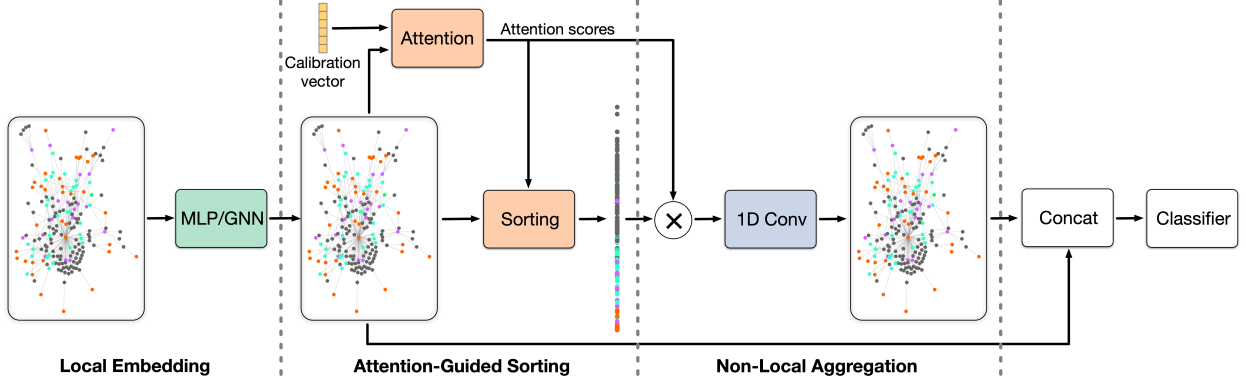 Attention
Attention scores
Calibration
vector
MLP/GNN
Sorting
1D Conv
Concat
Classifier
Local Embedding
Attention-Guided Sorting
Non-Local Aggregation